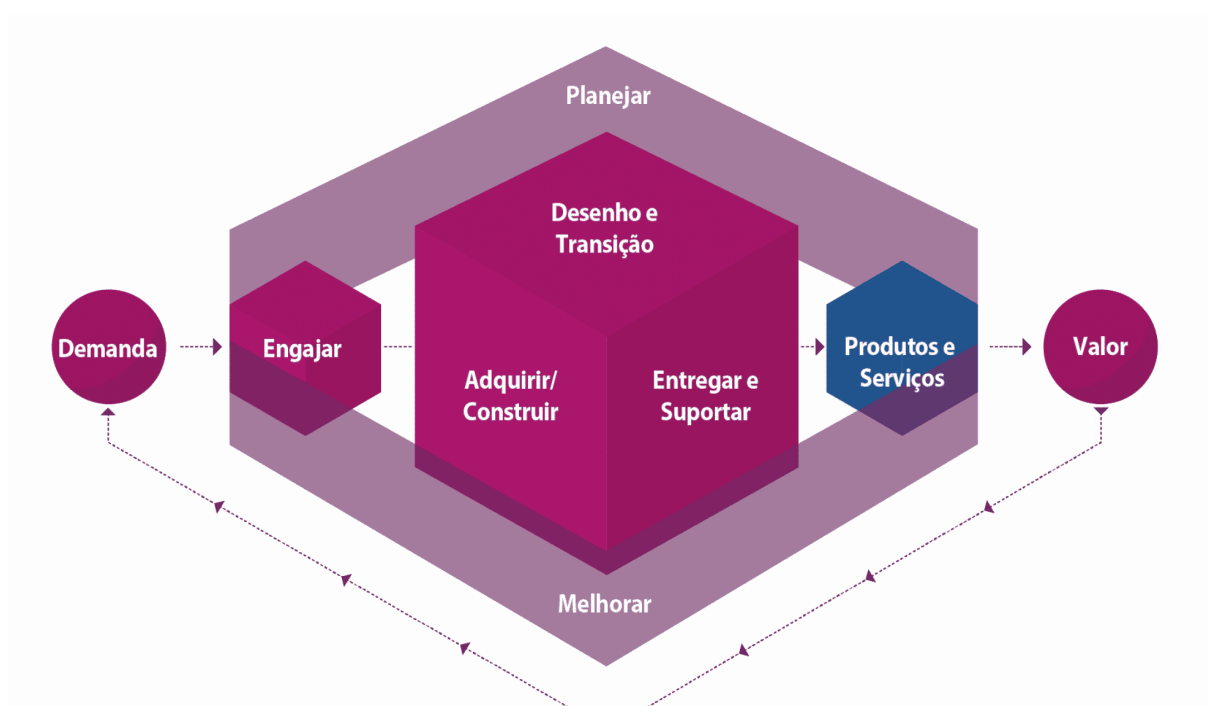 Planejar
Desenho e
Transição
Demanda
Engajar
Adquirir/
Construir
Entregar e
Suportar
Produtos e
Serviços
Valor
Melhorar